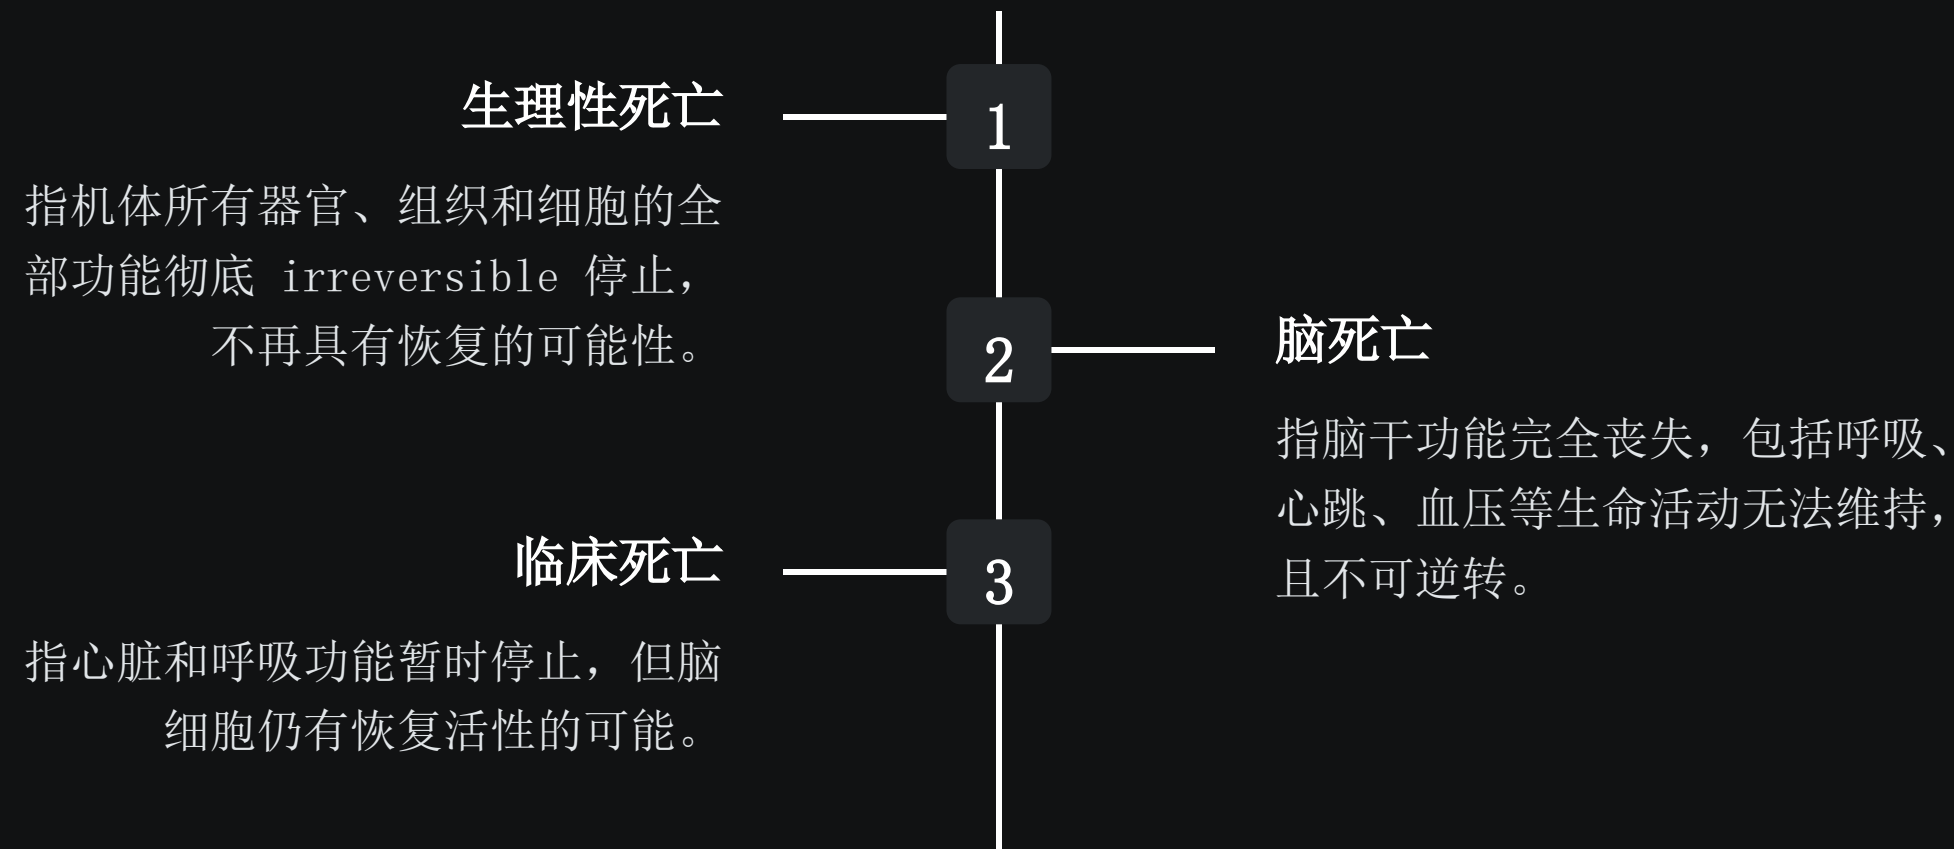 生理性死亡
1
指机体所有器官、组织和细胞的全
部功能彻底 irreversible 停止，
不再具有恢复的可能性。
2
脑死亡
指脑干功能完全丧失，包括呼吸、
心跳、血压等生命活动无法维持，
且不可逆转。
临床死亡
3
指心脏和呼吸功能暂时停止，但脑
细胞仍有恢复活性的可能。